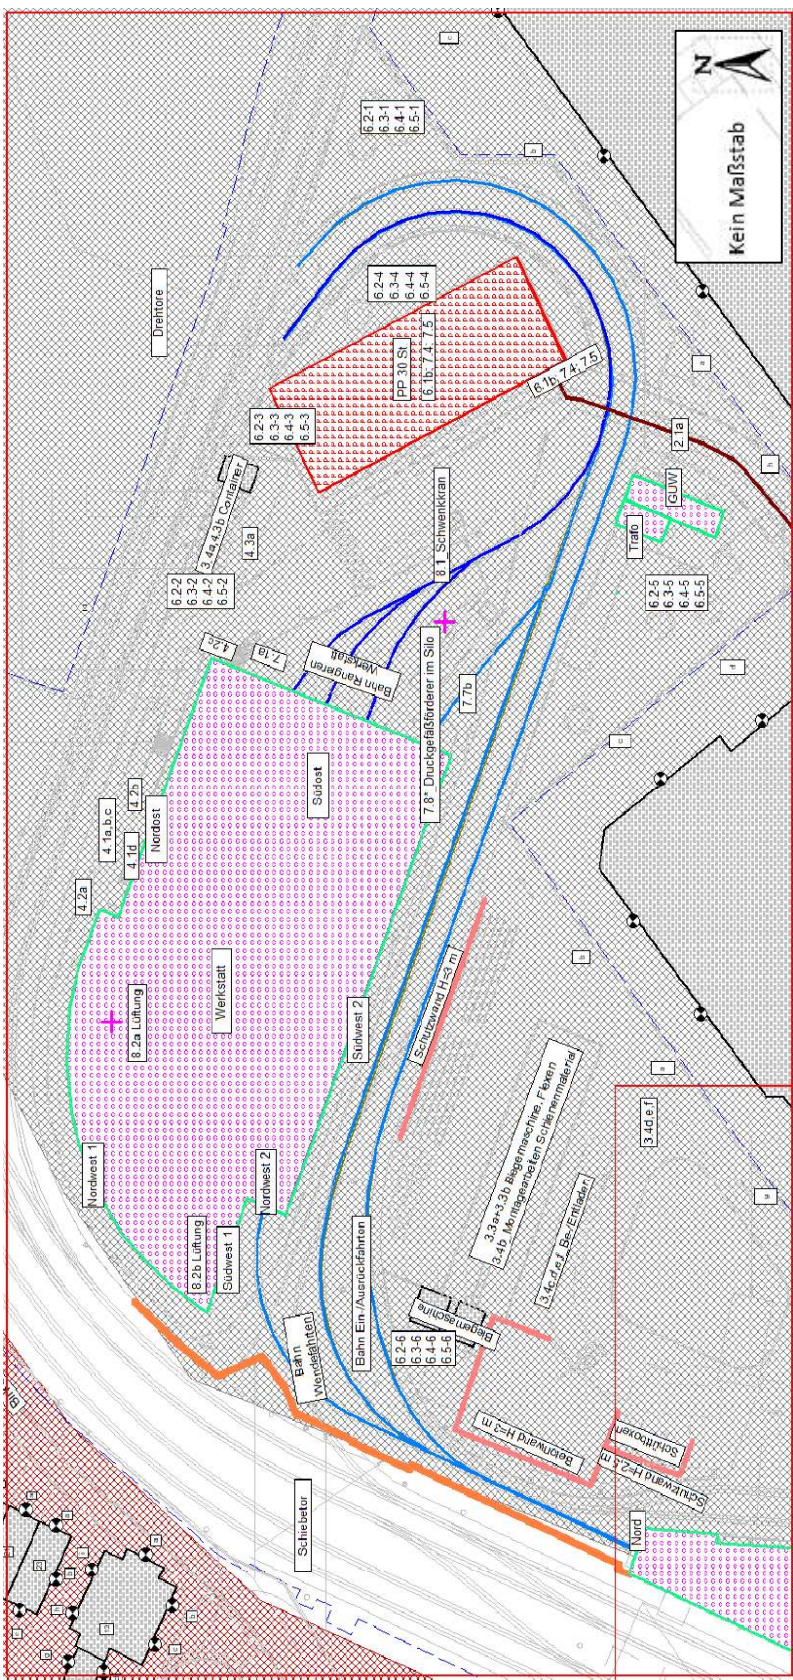 N
Kein Maßstab
c
b
6.2-1
6.3-1
6.4-1
6.5-1
Drehtore
6.2-4
6.3-4
6.4-4
6.5-4
PP 30 St
6.1b; 7.4; 7.5
6.1b, 7.4, 7.5
a
2.1a
h
6.2-3
6.3-3
6.4-3
6.5-3
3.4a,4.3b Container
4.3a
8.1_Schwenkkran
GUW
Trafo
6.2-2
6.3-2
6.4-2
6.5-2
6.2-5
6.3-5
6.4-5
6.5-5
4.2c
7.1a
Bahn Rangieren
Werkstatt
7.8*_Druckgefäßförderer im Silo
7.7b
Südost
4.1a,b,c
4.2b
4.1d
Nordost
4.2a
Werkstatt
8.2a Lüftung
Südwest 2
Schutzwand H=3 m
b
a
e
3.4d,e,f
3.3a+3.3b Biegemaschine, Flexen
3.4b_Montagearbeiten Schienenmaterial
3.4c,d,e,f_Be-/Entladen
Nordwest 1
Nordwest 2
8.2b Lüftung
Südwest 1
Bahn Ein-/Ausrückfahrten
Bahn
Wendefahrten
Biegemaschine
6.2-6
6.3-6
6.4-6
6.5-6
Betonwand H=3 m
Schüttboxen
Schutzwand H=2,5 m
Schiebetor
Nord